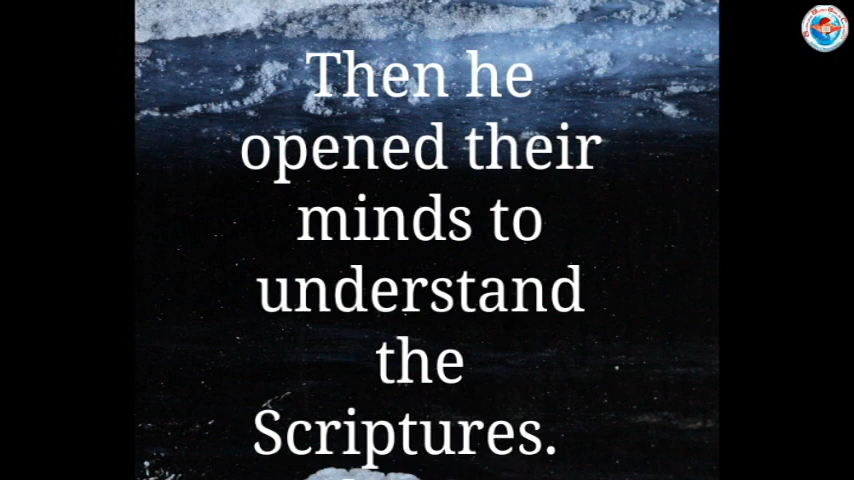 Then he
opened their
minds to
understand
the
Scriptures.